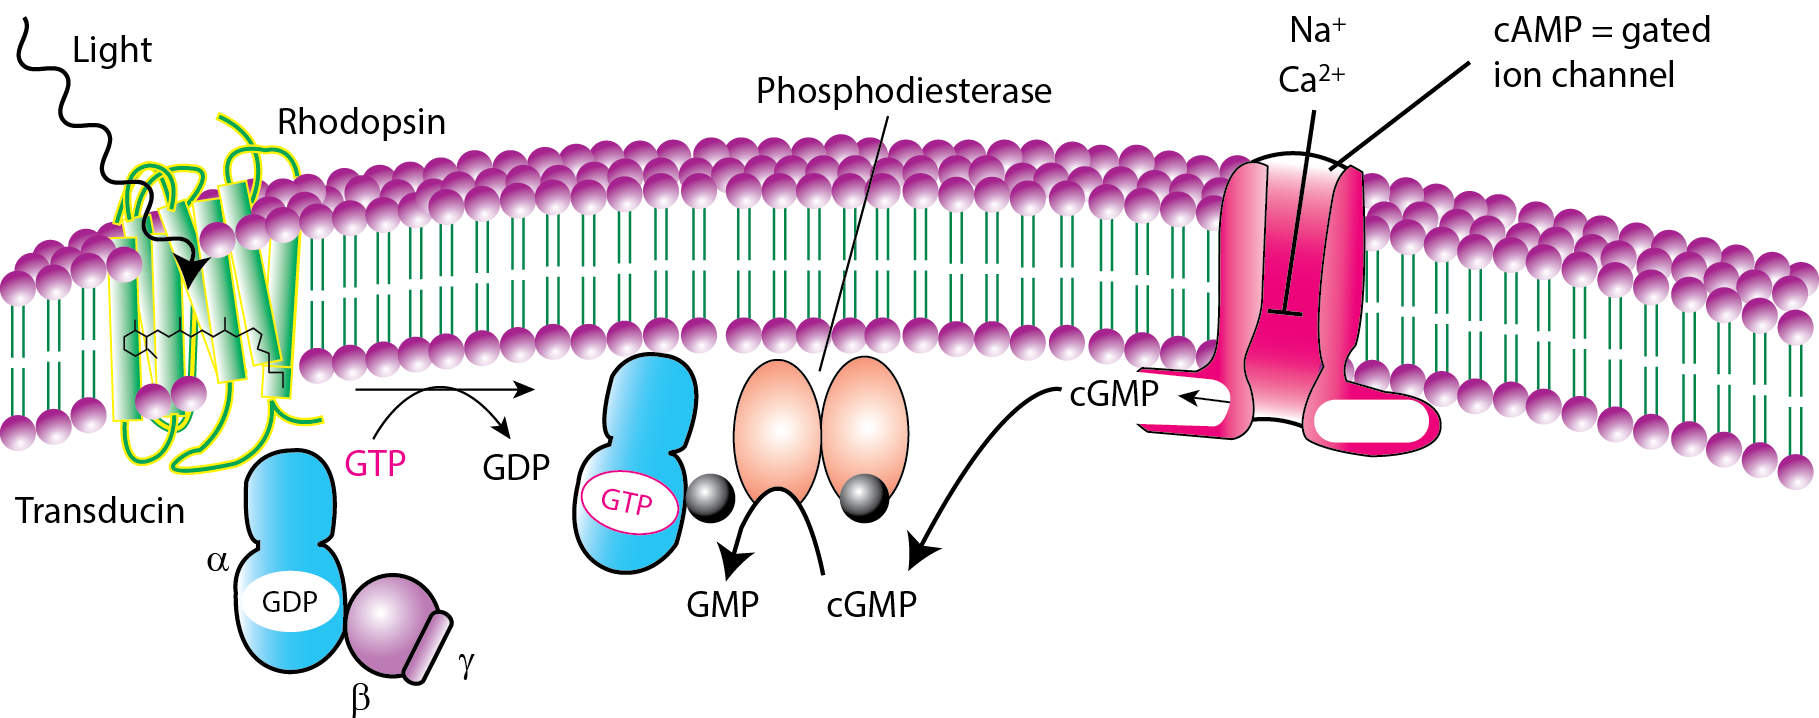 Light
Rhodopsin
Phosphodiesterase
Na⁺
Ca²⁺
cAMP = gated
ion channel
GTP
GDP
Transducin
α
GDP
β
γ
GTP
GMP
cGMP
cGMP